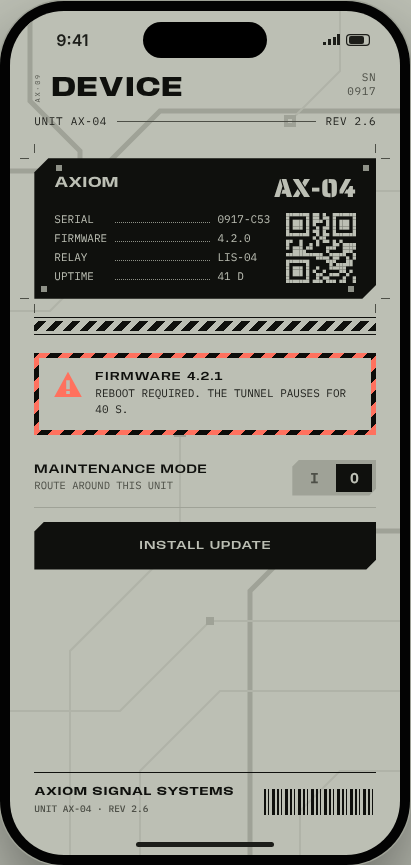 9:41
AX-09
DEVICE
SN
0917
UNIT AX-04
REV 2.6
AXIOM
AX-04
SERIAL 0917-C53
FIRMWARE 4.2.0
RELAY LIS-04
UPTIME 41 D
FIRMWARE 4.2.1
REBOOT REQUIRED. THE TUNNEL PAUSES FOR
40 S.
MAINTENANCE MODE
ROUTE AROUND THIS UNIT
I O
INSTALL UPDATE
AXIOM SIGNAL SYSTEMS
UNIT AX-04 · REV 2.6